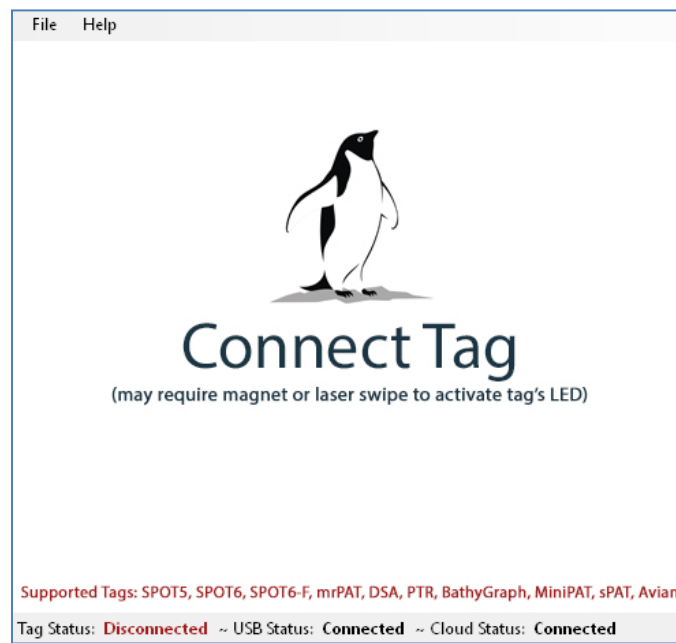 File Help
Connect Tag
(may require magnet or laser swipe to activate tag's LED)
Supported Tags: SPOT5, SPOT6, SPOT6-F, mrPAT, DSA, PTR, BathyGraph, MiniPAT, sPAT, Avian
Tag Status: Disconnected ~ USB Status: Connected ~ Cloud Status: Connected